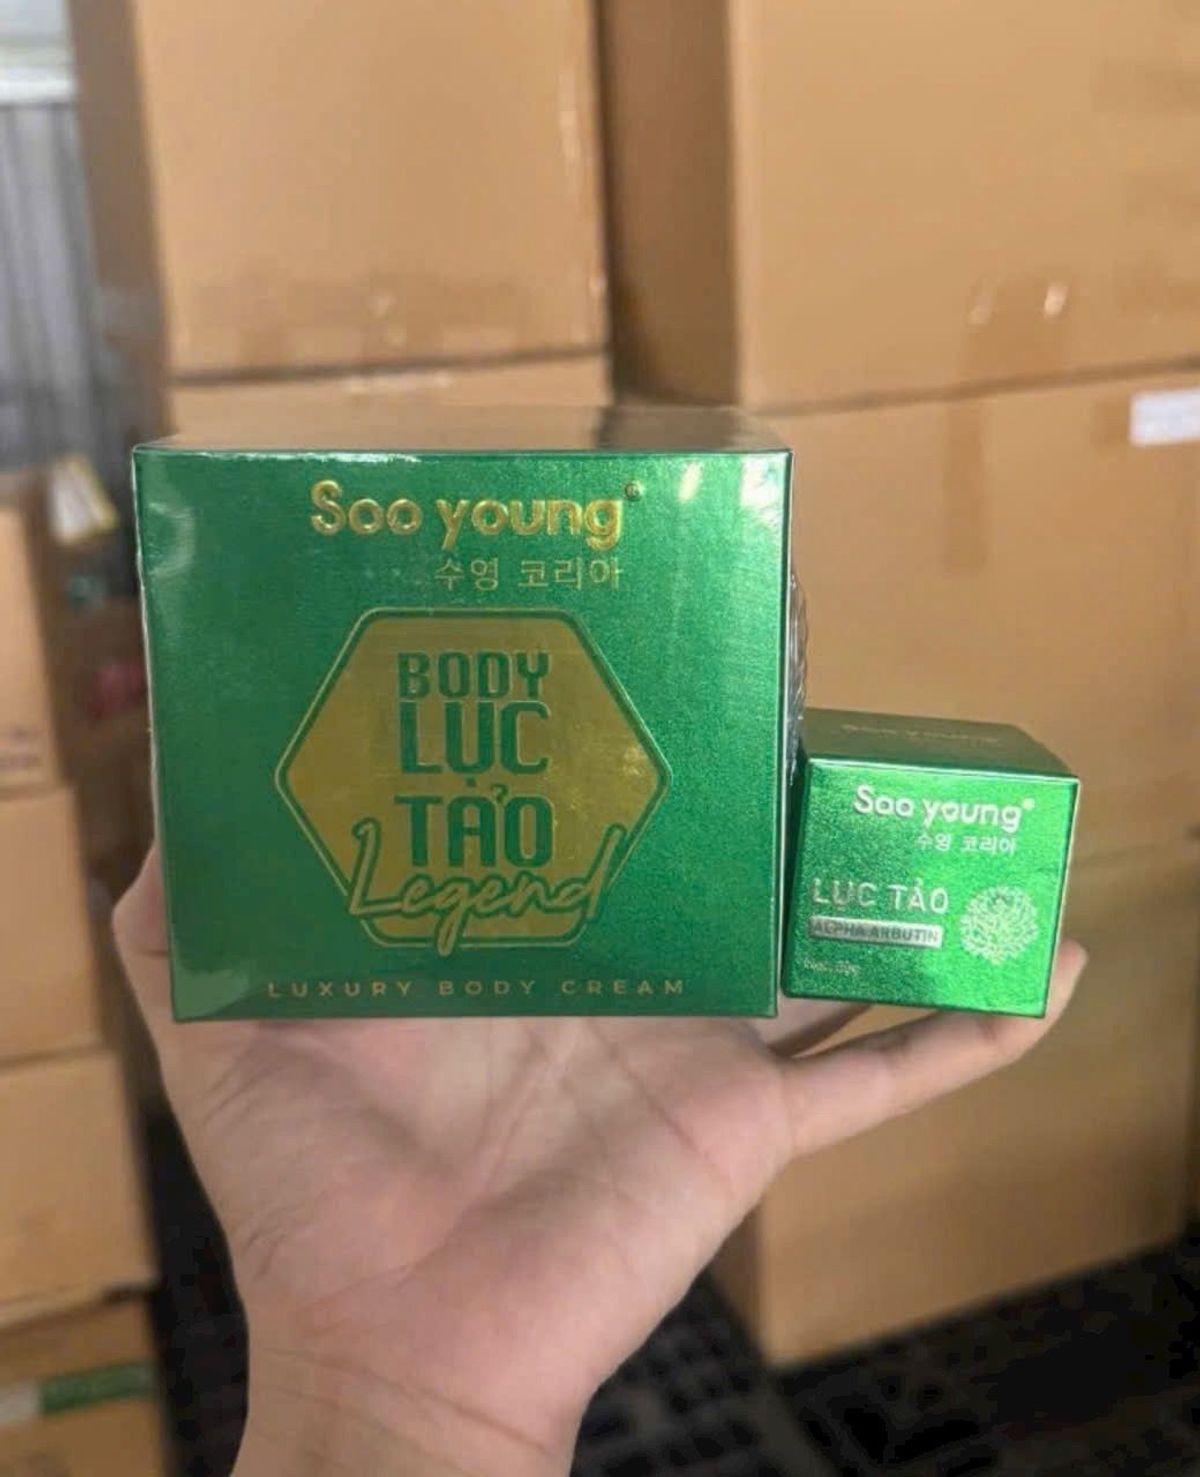 Soo young®
수영 코리아
BODY
LỤC
TẢO
Legend
LUXURY BODY CREAM
Soo young®
수영 코리아
LỤC TẢO
ALPHA ARBUTIN